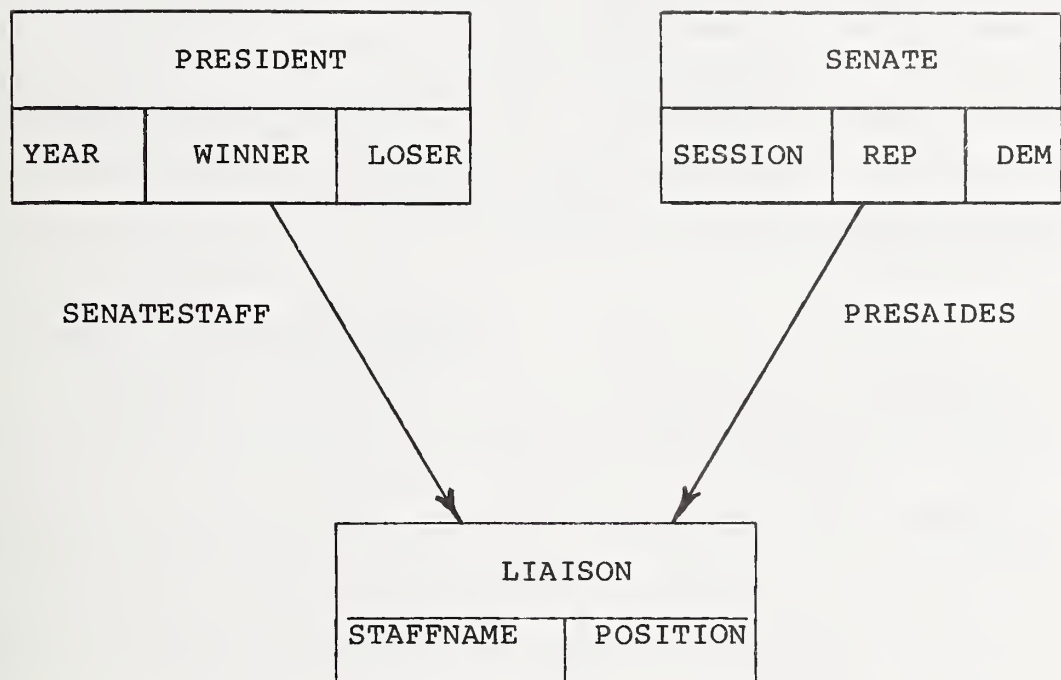 PRESIDENT SENATE
YEAR WINNER LOSER SESSION REP DEM
SENATESTAFF PRESAIDES
LIAISON
STAFFNAME POSITION